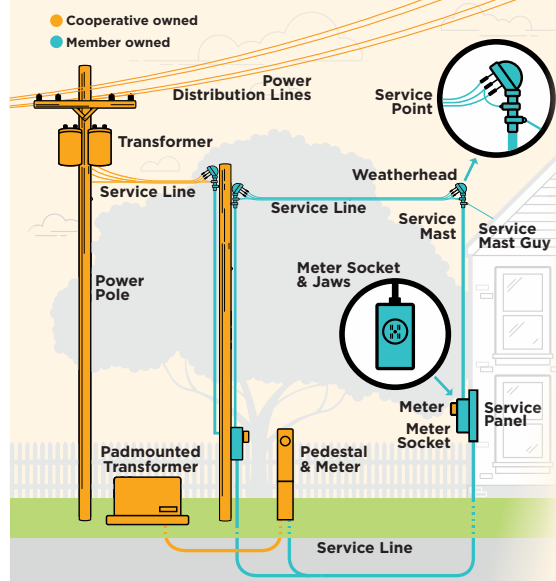 Cooperative owned
Member owned
Power
Distribution Lines
Service
Point
Transformer
Weatherhead
Service Line
Service Line
Service
Mast
Service
Mast Guy
Meter Socket
& Jaws
Power
Pole
Meter
Meter
Socket
Service
Panel
Padmounted
Transformer
Pedestal
& Meter
Service Line